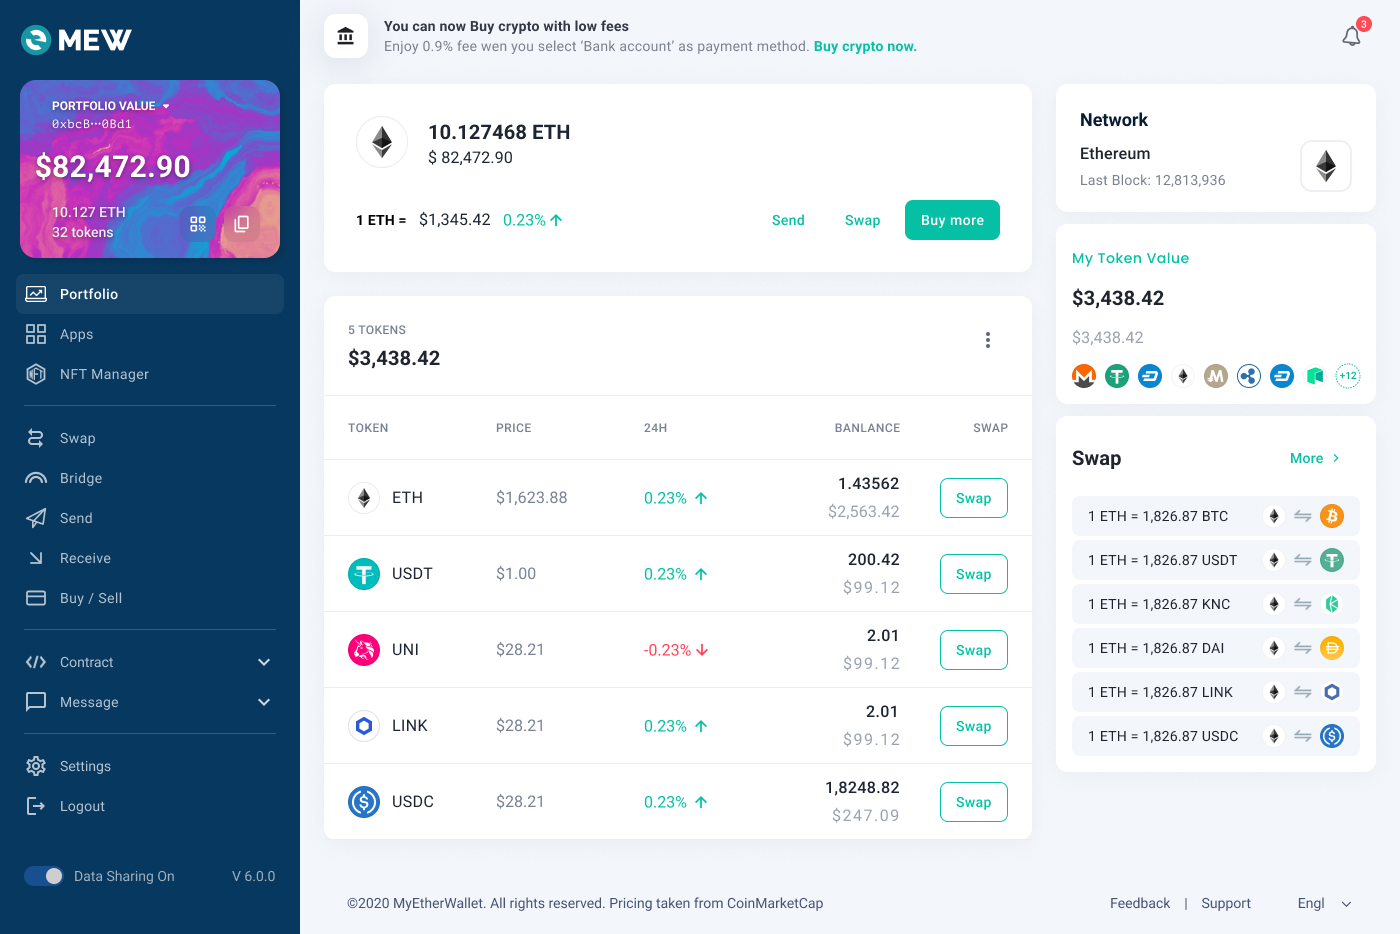 MEW
PORTFOLIO VALUE
0xbcB···0Bd1
$82,472.90
10.127 ETH
32 tokens
Portfolio
Apps
NFT Manager
Swap
Bridge
Send
Receive
Buy / Sell
Contract
Message
Settings
Logout
Data Sharing On V 6.0.0
You can now Buy crypto with low fees
Enjoy 0.9% fee wen you select ‘Bank account’ as payment method. Buy crypto now.
3
10.127468 ETH
$ 82,472.90
1 ETH = $1,345.42 0.23%
Send Swap Buy more
5 TOKENS
$3,438.42
TOKEN PRICE 24H BANLANCE SWAP
ETH $1,623.88 0.23% 1.43562 Swap
$2,563.42
USDT $1.00 0.23% 200.42 Swap
$99.12
UNI $28.21 -0.23% 2.01 Swap
$99.12
LINK $28.21 0.23% 2.01 Swap
$99.12
USDC $28.21 0.23% 1,8248.82 Swap
$247.09
Network
Ethereum
Last Block: 12,813,936
My Token Value
$3,438.42
$3,438.42
+12
Swap More
1 ETH = 1,826.87 BTC
1 ETH = 1,826.87 USDT
1 ETH = 1,826.87 KNC
1 ETH = 1,826.87 DAI
1 ETH = 1,826.87 LINK
1 ETH = 1,826.87 USDC
©2020 MyEtherWallet. All rights reserved. Pricing taken from CoinMarketCap
Feedback | Support Engl